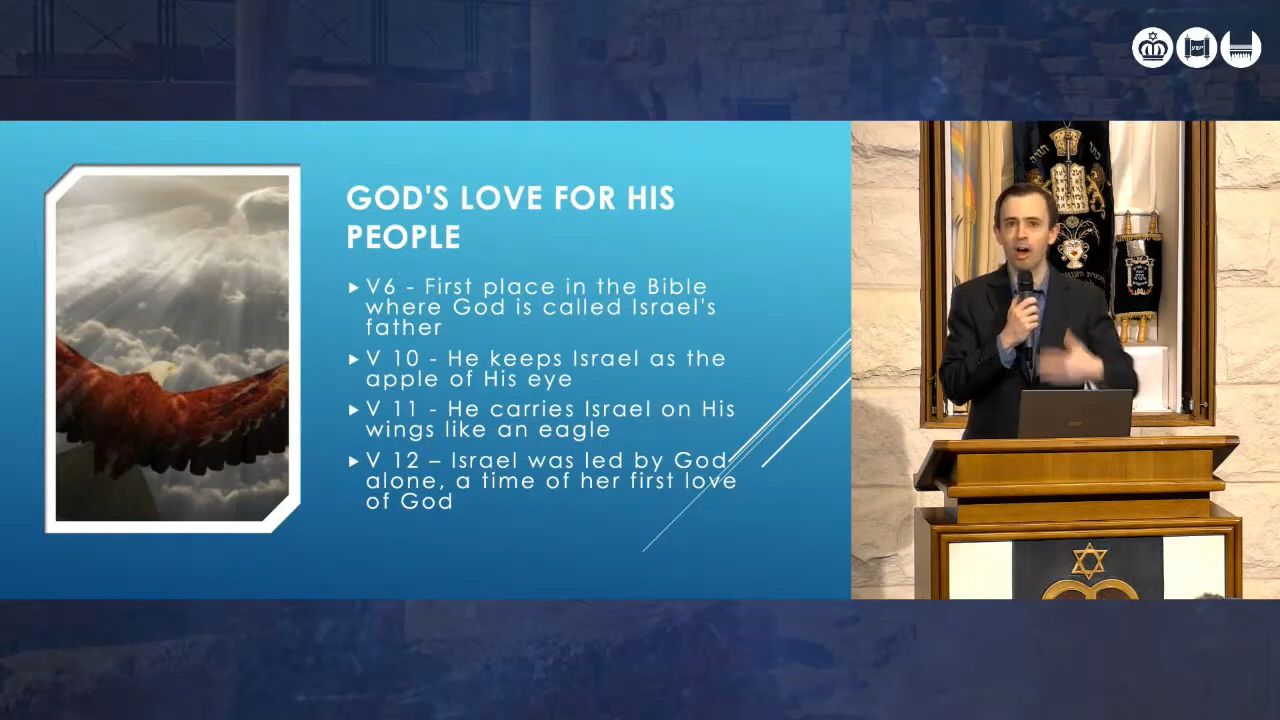 GOD'S LOVE FOR HIS
PEOPLE
V6 - First place in the Bible
where God is called Israel's
father
V 10 - He keeps Israel as the
apple of His eye
V 11 - He carries Israel on His
wings like an eagle
V 12 – Israel was led by God
alone, a time of her first love
of God
תורה
כתר